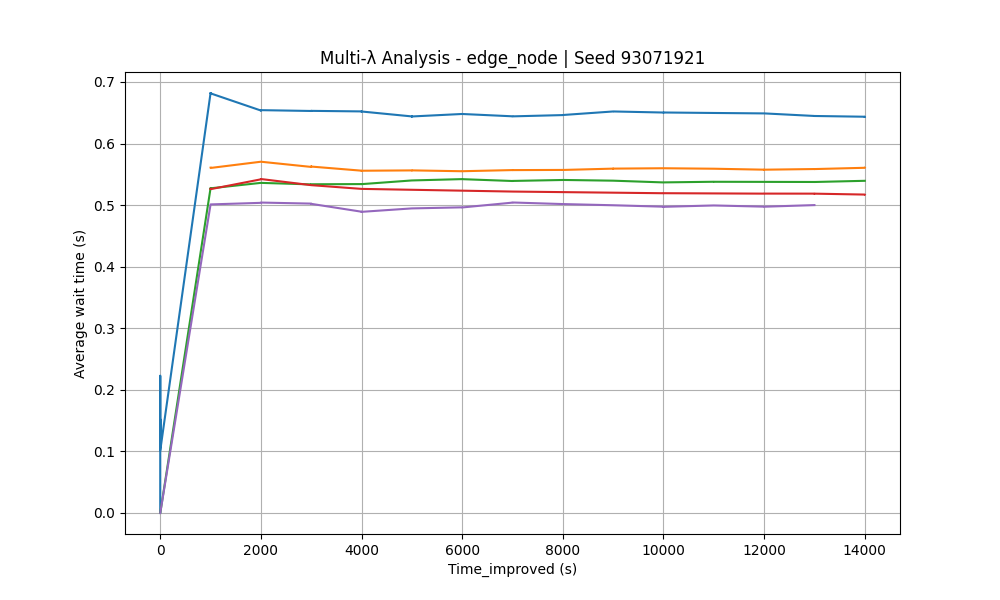 Multi-λ Analysis - edge_node | Seed 93071921
Average wait time (s)
0.7
0.6
0.5
0.4
0.3
0.2
0.1
0.0
0 2000 4000 6000 8000 10000 12000 14000
Time_improved (s)